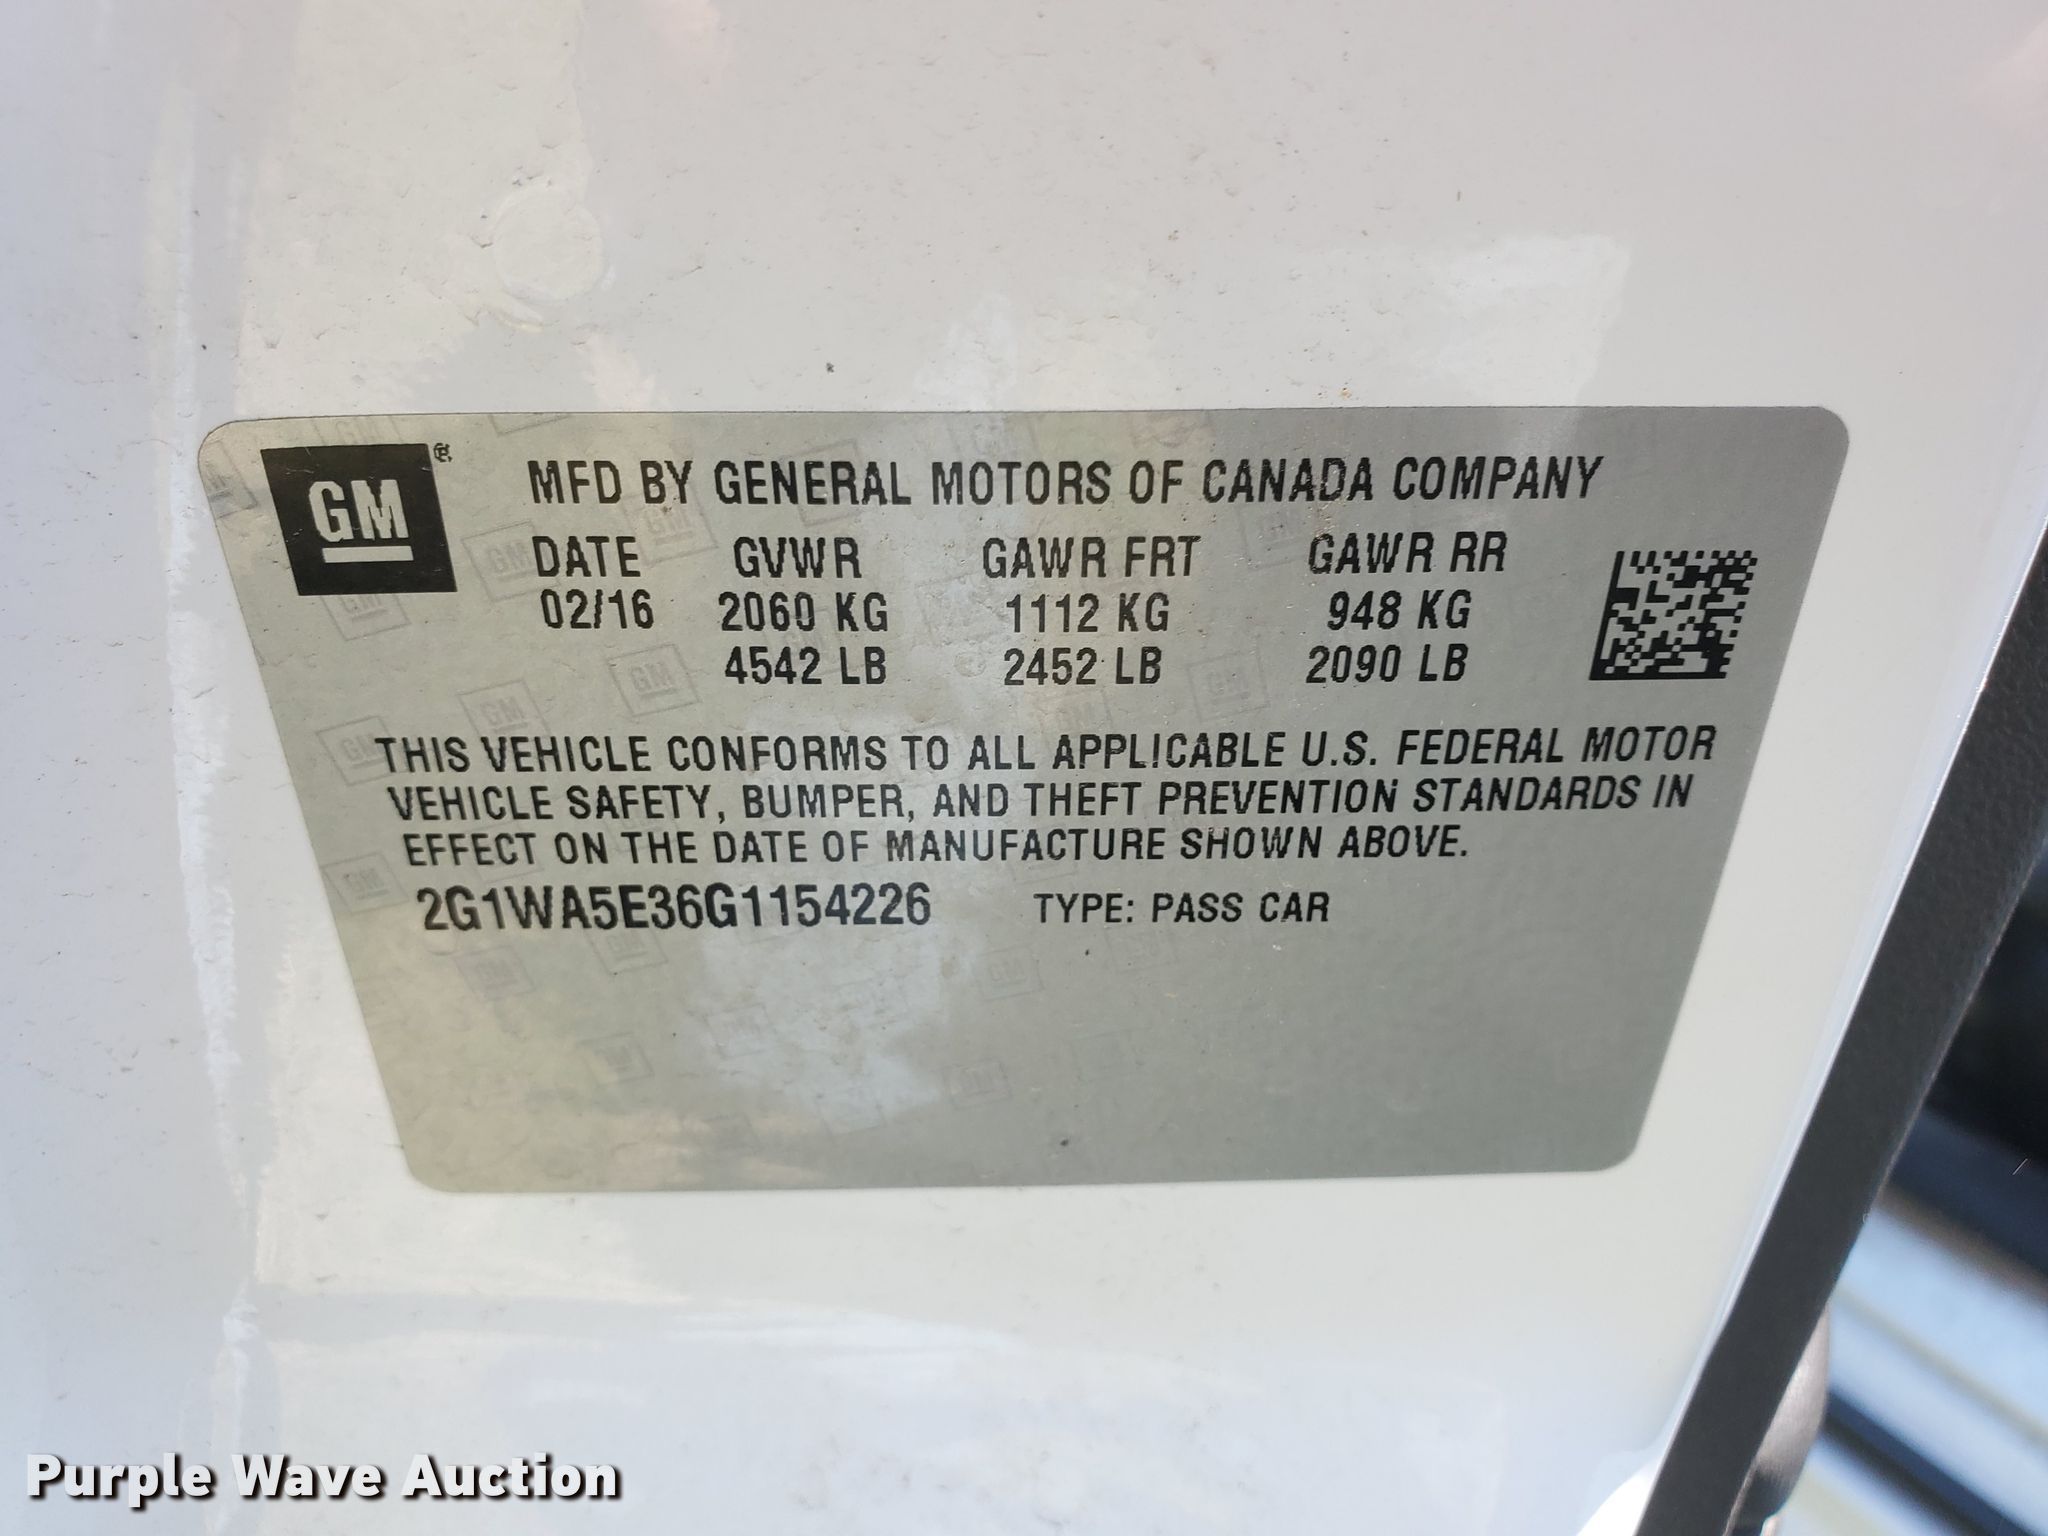 GM ®
MFD BY GENERAL MOTORS OF CANADA COMPANY
DATE GVWR GAWR FRT GAWR RR
02/16 2060 KG 1112 KG 948 KG
4542 LB 2452 LB 2090 LB
THIS VEHICLE CONFORMS TO ALL APPLICABLE U.S. FEDERAL MOTOR
VEHICLE SAFETY, BUMPER, AND THEFT PREVENTION STANDARDS IN
EFFECT ON THE DATE OF MANUFACTURE SHOWN ABOVE.
2G1WA5E36G1154226 TYPE: PASS CAR
Purple Wave Auction